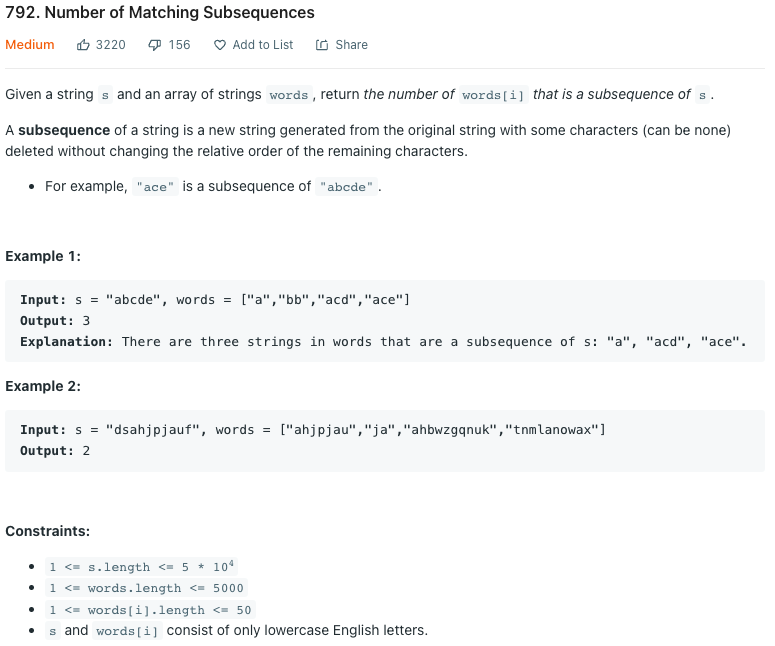 792. Number of Matching Subsequences
Medium 3220 156 Add to List Share
Given a string s and an array of strings words, return the number of words[i] that is a subsequence of s.
A subsequence of a string is a new string generated from the original string with some characters (can be none)
deleted without changing the relative order of the remaining characters.
• For example, "ace" is a subsequence of "abcde".
Example 1:
Input: s = "abcde", words = ["a","bb","acd","ace"]
Output: 3
Explanation: There are three strings in words that are a subsequence of s: "a", "acd", "ace".
Example 2:
Input: s = "dsahjpjauf", words = ["ahjpjau","ja","ahbwzgqnuk","tnmlanowax"]
Output: 2
Constraints:
• 1 <= s.length <= 5 * 10⁴
• 1 <= words.length <= 5000
• 1 <= words[i].length <= 50
• s and words[i] consist of only lowercase English letters.